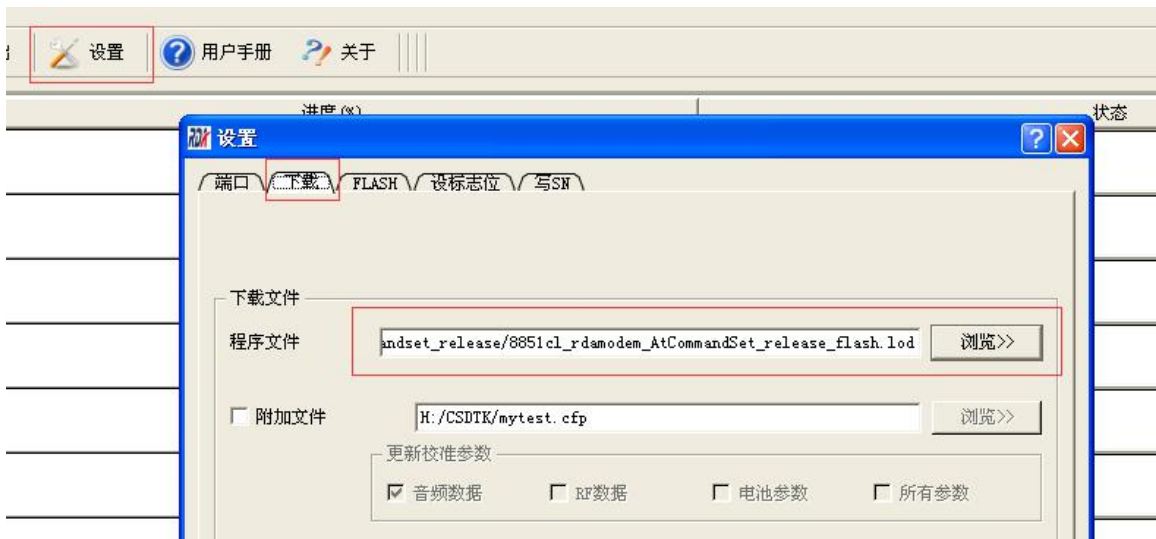 设置 用户手册 关于
进度(%) 状态
RDA 设置
端口 下载 FLASH 设标志位 写SN
下载文件
程序文件 andset_release/8851cl_rdamodem_AtCommandSet_release_flash.lod 浏览>>
附加文件 H:/CSDTK/mytest.cfp 浏览>>
更新校准参数
音频数据 RF数据 电池参数 所有参数